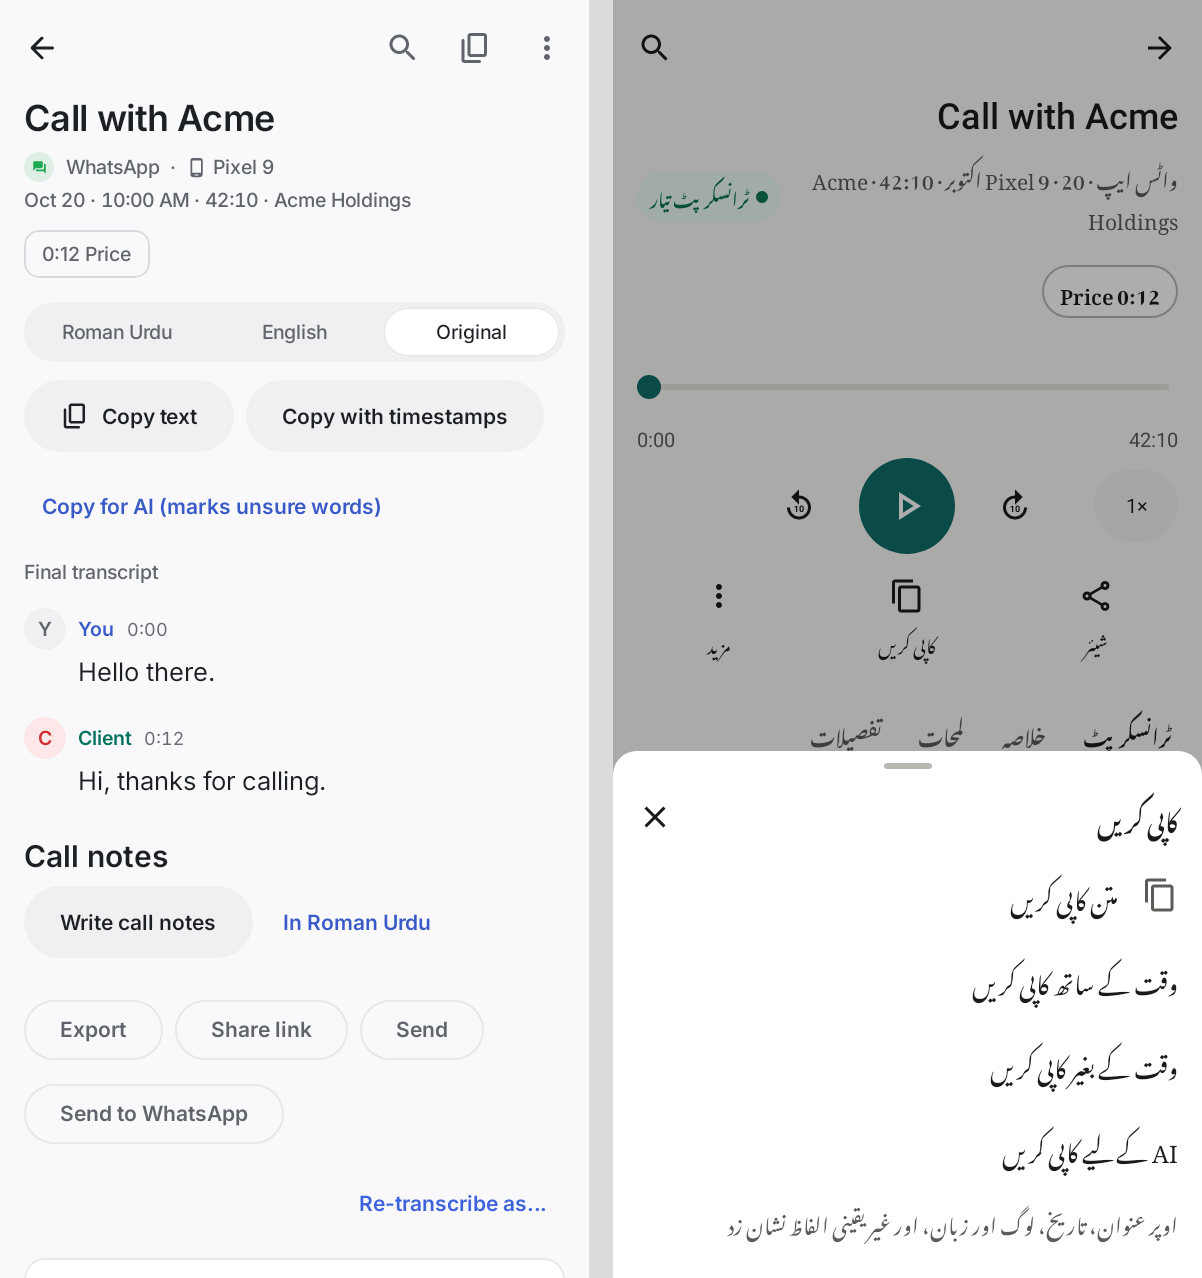 Call with Acme
WhatsApp · Pixel 9
Oct 20 · 10:00 AM · 42:10 · Acme Holdings
0:12 Price
Roman Urdu English Original
Copy text Copy with timestamps
Copy for AI (marks unsure words)
Final transcript
Y You 0:00
Hello there.
C Client 0:12
Hi, thanks for calling.
Call notes
Write call notes In Roman Urdu
Export Share link Send
Send to WhatsApp
Re-transcribe as...
Call with Acme
واٹس ایپ · Pixel 9 · 20 اکتوبر · 42:10 · Acme
Holdings
ٹرانسکرپٹ تیار
Price 0:12
0:00 42:10
10 10 1×
شیئر کاپی کریں مزید
ٹرانسکرپٹ خلاصہ لمحات تفصیلات
کاپی کریں
متن کاپی کریں
وقت کے ساتھ کاپی کریں
وقت کے بغیر کاپی کریں
AI کے لیے کاپی کریں
اوپر عنوان، تاریخ، لوگ اور زبان، اور غیر یقینی الفاظ نشان زد